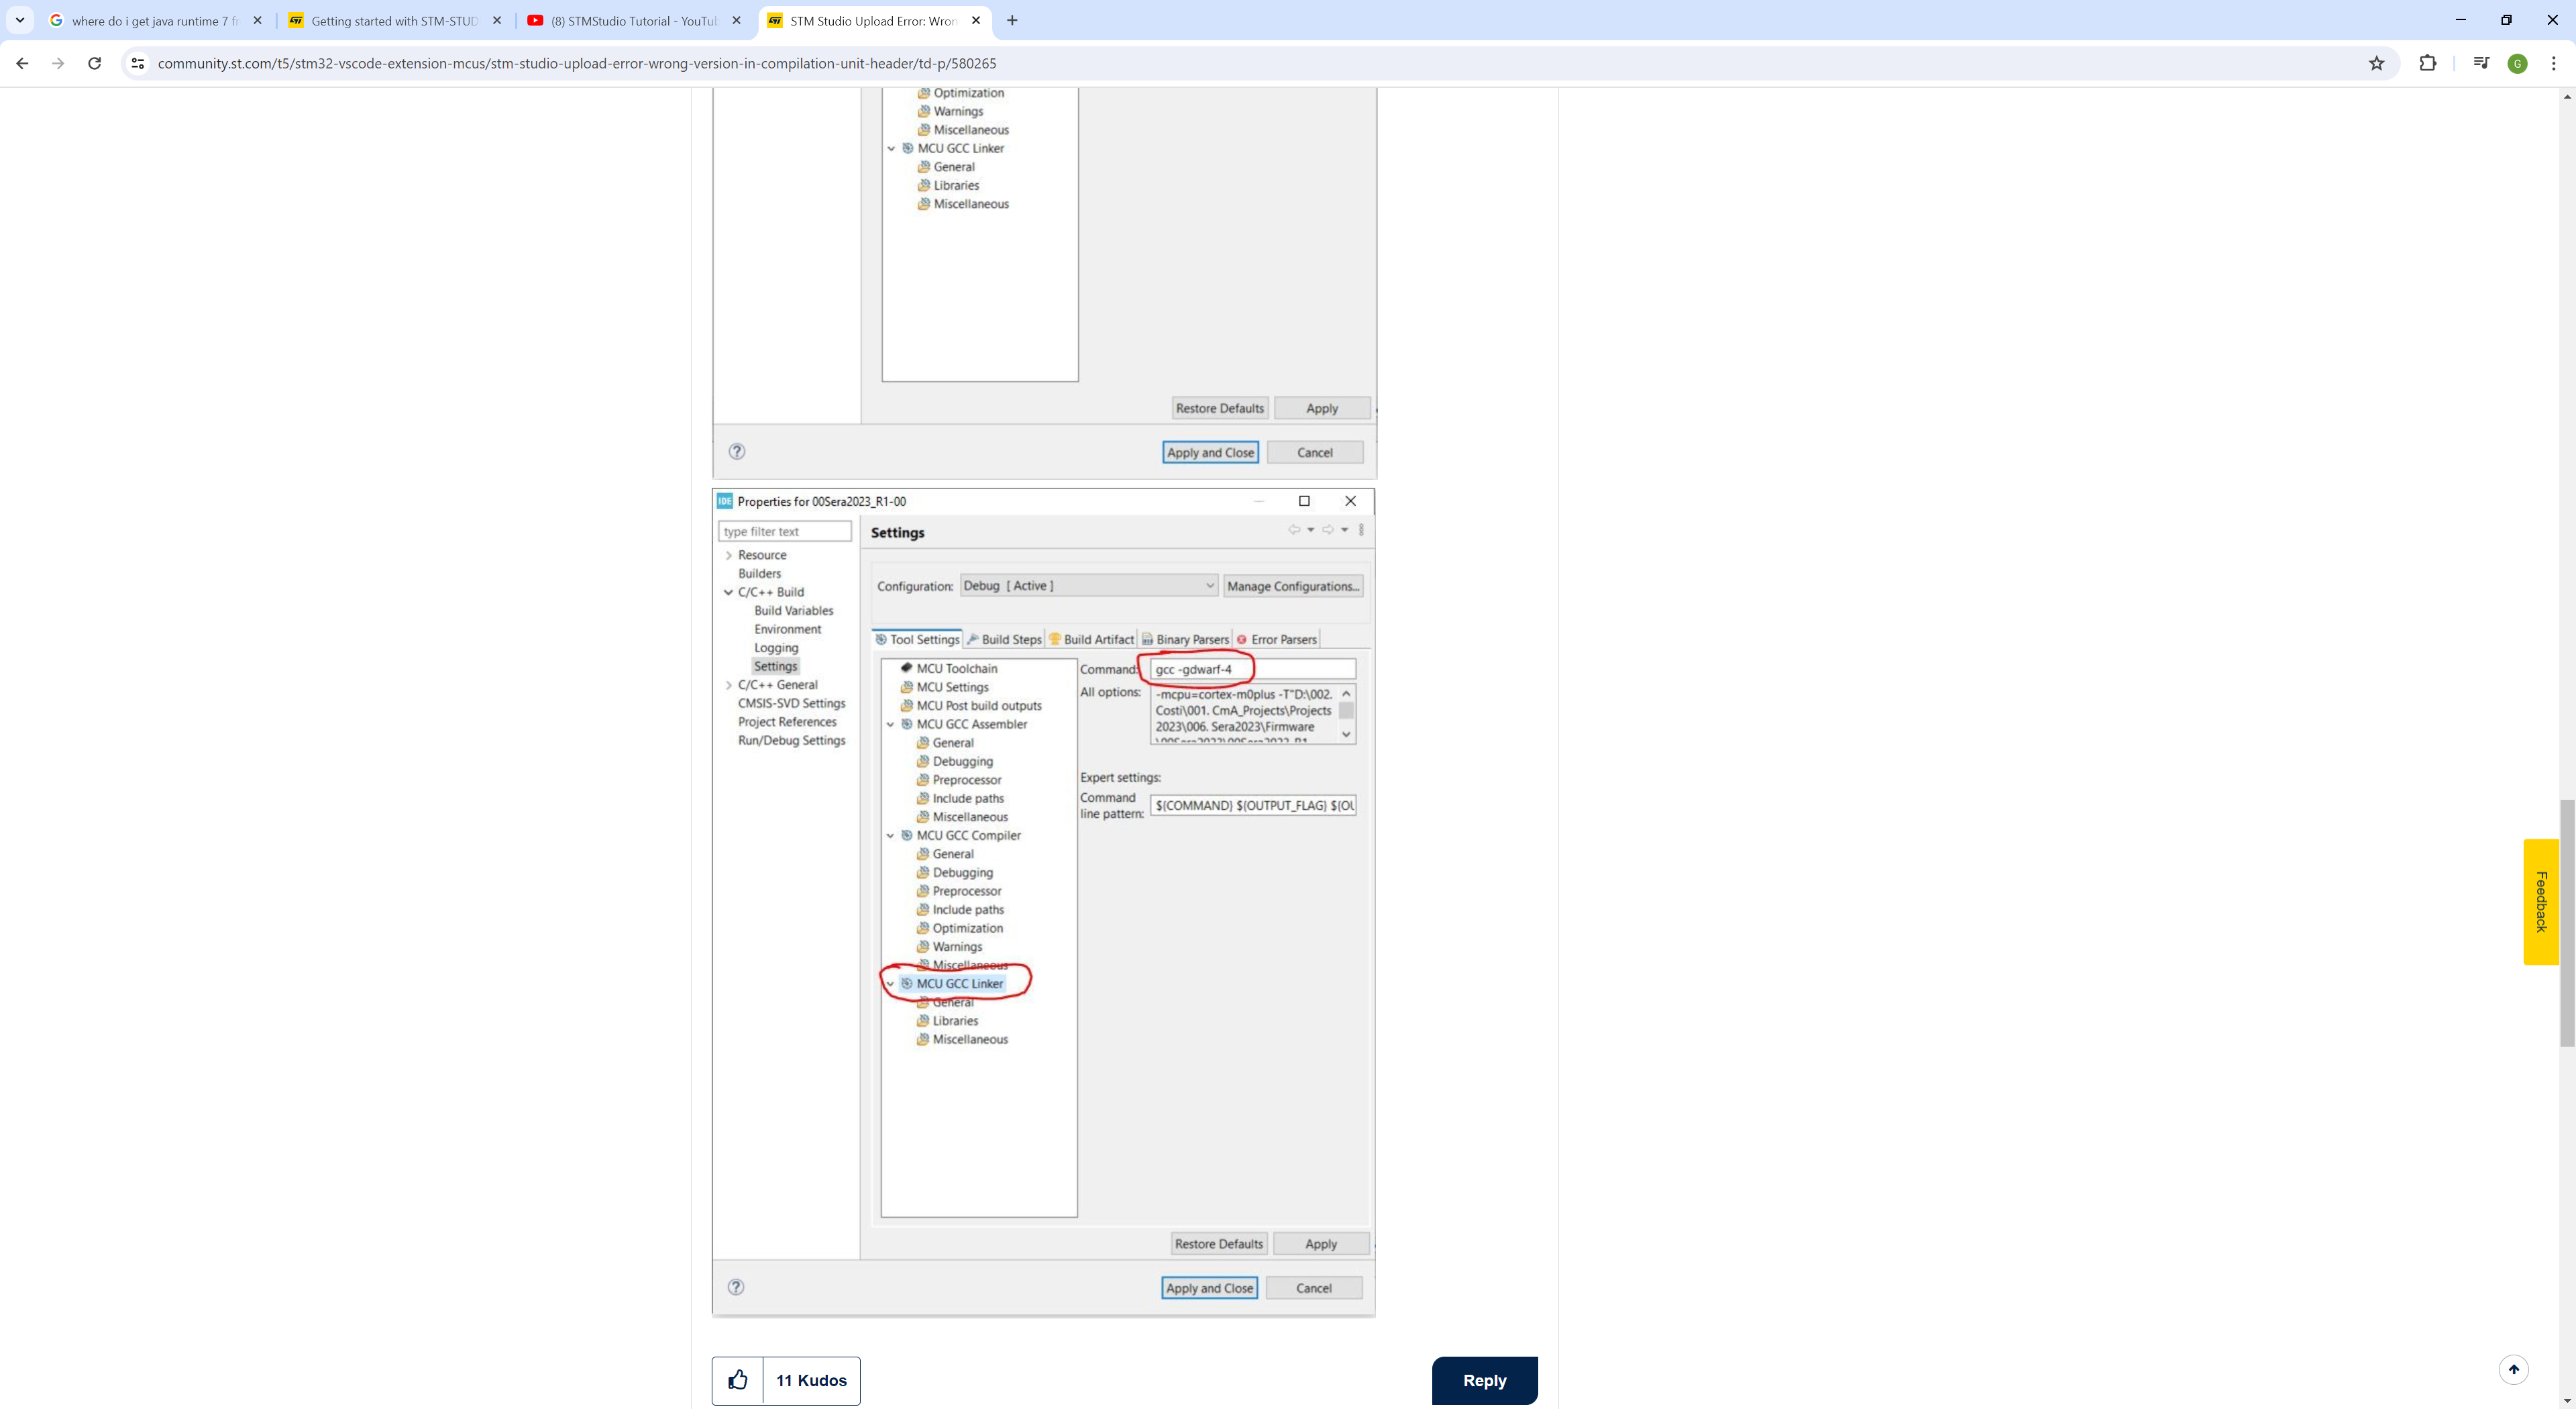 where do i get java runtime 7 fr
Getting started with STM-STUD
(8) STMStudio Tutorial - YouTub
STM Studio Upload Error: Wron
community.st.com/t5/stm32-vscode-extension-mcus/stm-studio-upload-error-wrong-version-in-compilation-unit-header/td-p/580265
G
Optimization
Warnings
Miscellaneous
MCU GCC Linker
General
Libraries
Miscellaneous
Restore Defaults Apply
Apply and Close Cancel
IDE Properties for 00Sera2023_R1-00
type filter text
Settings
Resource
Builders
C/C++ Build
Build Variables
Environment
Logging
Settings
C/C++ General
CMSIS-SVD Settings
Project References
Run/Debug Settings
Configuration: Debug [ Active ] Manage Configurations...
Tool Settings Build Steps Build Artifact Binary Parsers Error Parsers
MCU Toolchain
MCU Settings
MCU Post build outputs
MCU GCC Assembler
General
Debugging
Preprocessor
Include paths
Miscellaneous
MCU GCC Compiler
General
Debugging
Preprocessor
Include paths
Optimization
Warnings
Miscellaneous
MCU GCC Linker
General
Libraries
Miscellaneous
Command: gcc -gdwarf-4
All options: -mcpu=cortex-m0plus -T"D:\002.
Costi\001. CmA_Projects\Projects
2023\006. Sera2023\Firmware
\00Sera2023\00Sera2023_R1
Expert settings:
Command
line pattern: ${COMMAND} ${OUTPUT_FLAG} ${OU
Restore Defaults Apply
Apply and Close Cancel
11 Kudos
Reply
Feedback